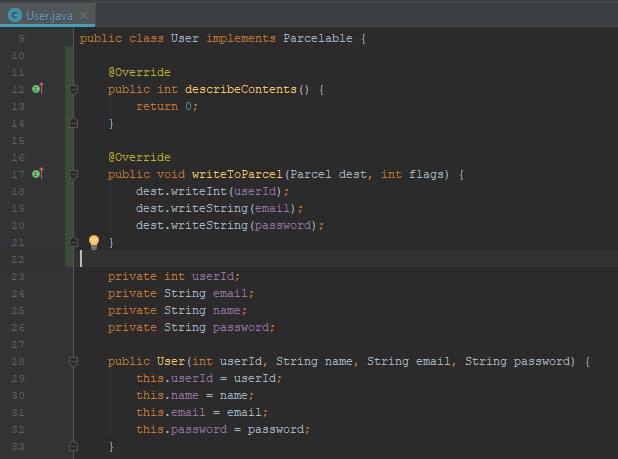 User.java
9 public class User implements Parcelable {
10
11 @Override
12 public int describeContents() {
13 return 0;
14 }
15
16 @Override
17 public void writeToParcel(Parcel dest, int flags) {
18 dest.writeInt(userId);
19 dest.writeString(email);
20 dest.writeString(password);
21 }
22
23 private int userId;
24 private String email;
25 private String name;
26 private String password;
27
28 public User(int userId, String name, String email, String password) {
29 this.userId = userId;
30 this.name = name;
31 this.email = email;
32 this.password = password;
33 }